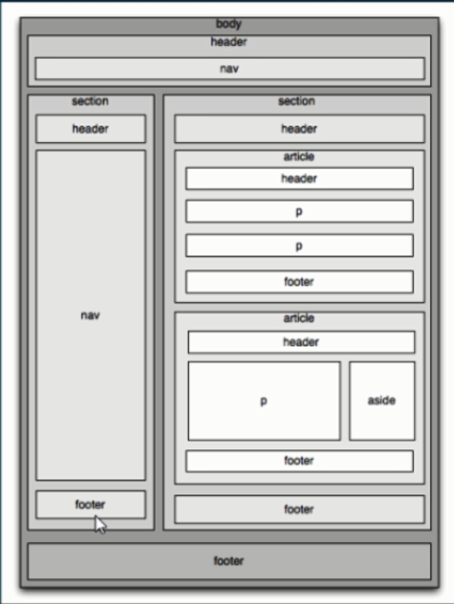 body
header
nav
section
header
nav
footer
section
header
article
header
p
p
footer
article
header
p
aside
footer
footer
footer